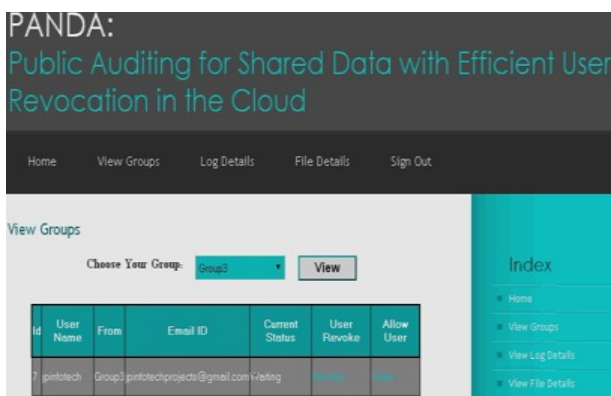 PANDA:
Public Auditing for Shared Data with Efficient User
Revocation in the Cloud
Home View Groups Log Details File Details Sign Out
View Groups
Choose Your Group: Group3 View
Id User Name From Email ID Current Status User Revoke Allow User
7 jpinfotech Group3 jpinfotechprojects@gmail.com Waiting
Index
Home
View Groups
View Log Details
View File Details